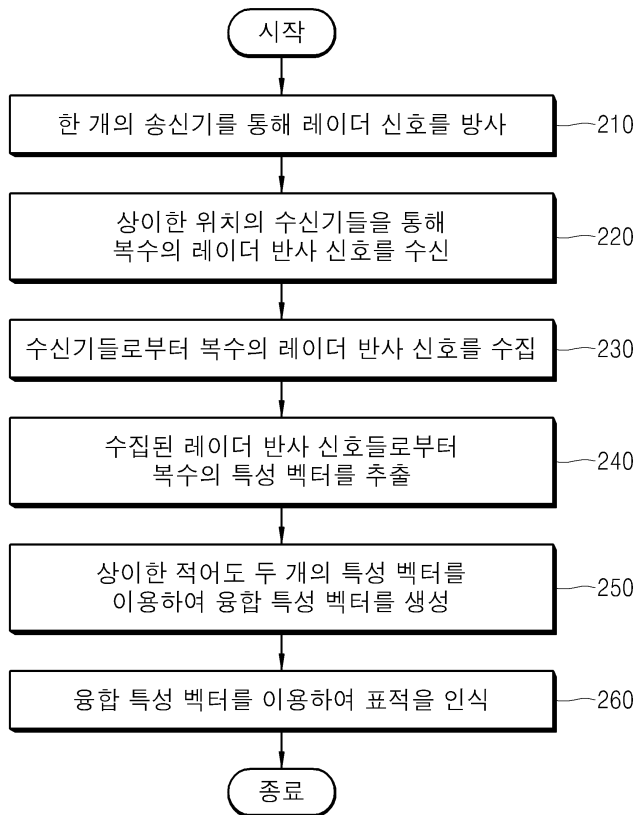 시작
한 개의 송신기를 통해 레이더 신호를 방사
210
상이한 위치의 수신기들을 통해
복수의 레이더 반사 신호를 수신
220
수신기들로부터 복수의 레이더 반사 신호를 수집
230
수집된 레이더 반사 신호들로부터
복수의 특성 벡터를 추출
240
상이한 적어도 두 개의 특성 벡터를
이용하여 융합 특성 벡터를 생성
250
융합 특성 벡터를 이용하여 표적을 인식
260
종료